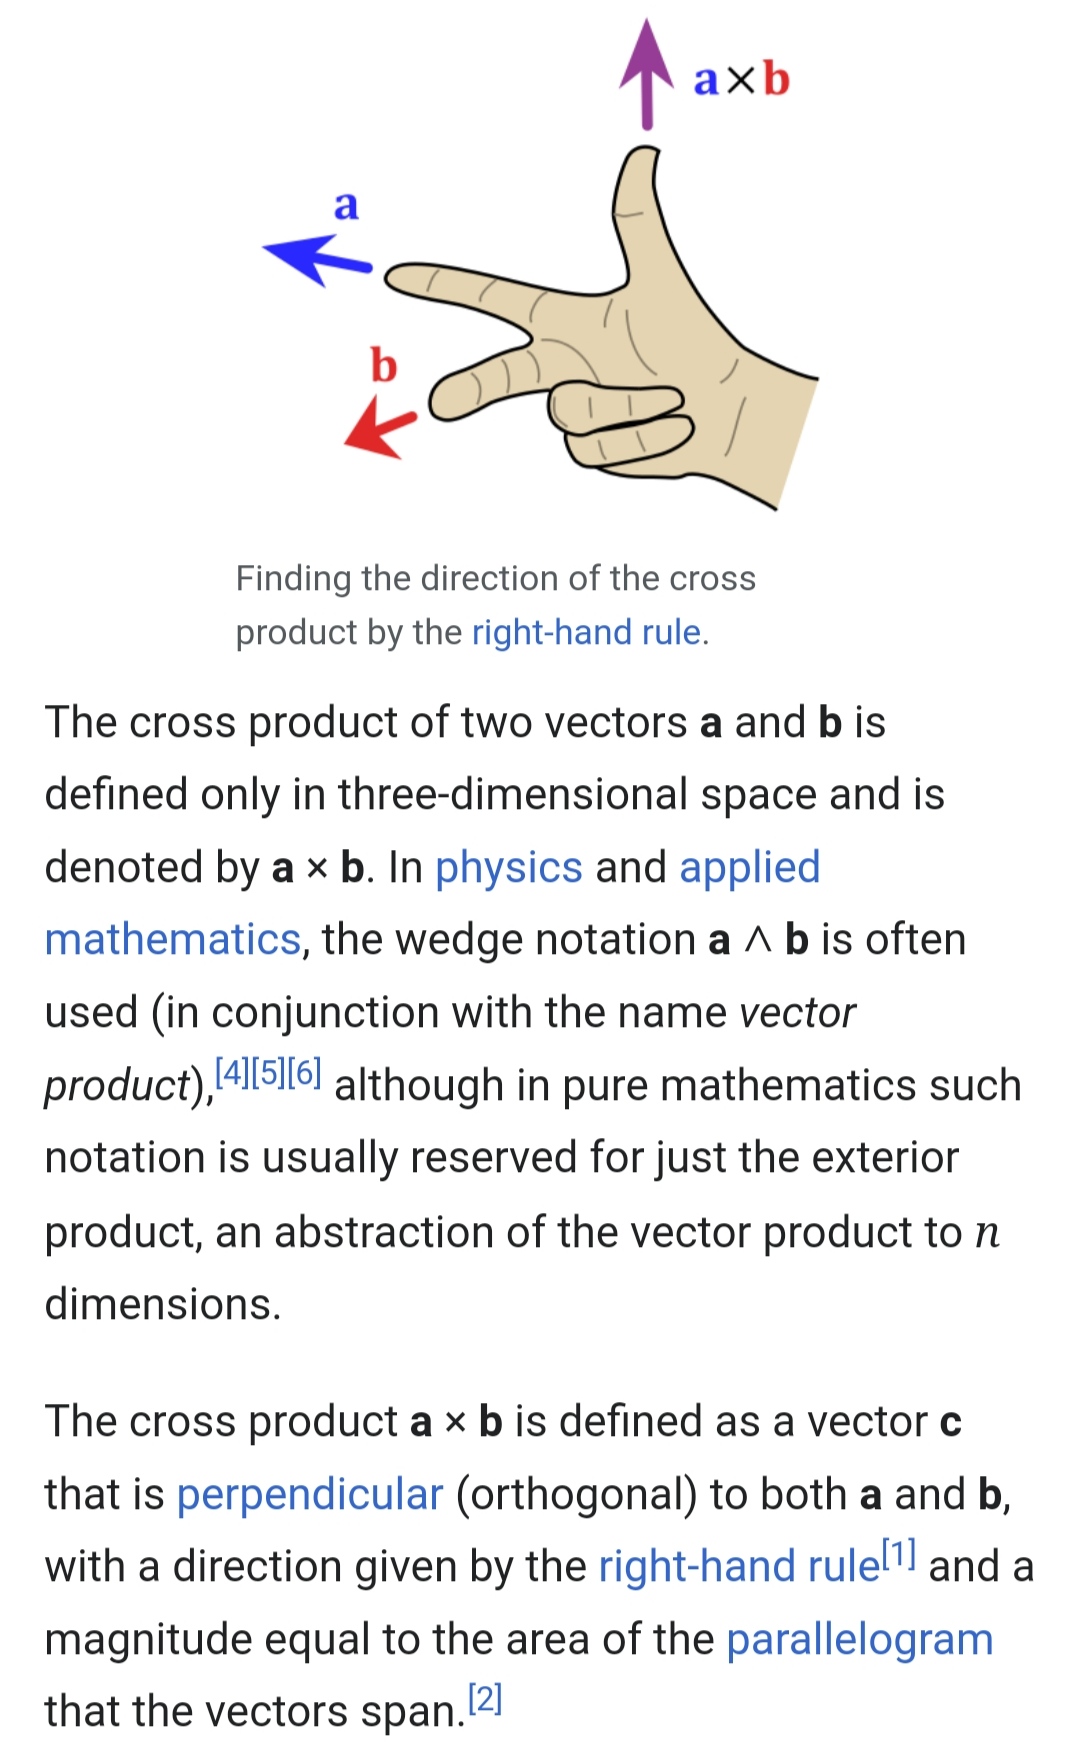 a×b
a
b
Finding the direction of the cross
product by the right-hand rule.
The cross product of two vectors a and b is
defined only in three-dimensional space and is
denoted by a × b. In physics and applied
mathematics, the wedge notation a ∧ b is often
used (in conjunction with the name vector
product),[4][5][6] although in pure mathematics such
notation is usually reserved for just the exterior
product, an abstraction of the vector product to n
dimensions.
The cross product a × b is defined as a vector c
that is perpendicular (orthogonal) to both a and b,
with a direction given by the right-hand rule[1] and a
magnitude equal to the area of the parallelogram
that the vectors span.[2]